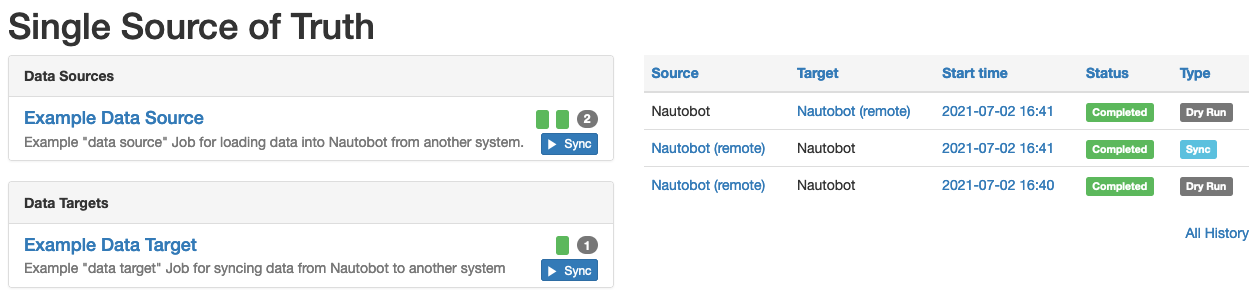 Single Source of Truth
Data Sources
Example Data Source 2
Example "data source" Job for loading data into Nautobot from another system. Sync
Data Targets
Example Data Target 1
Example "data target" Job for syncing data from Nautobot to another system Sync
Source Target Start time Status Type
Nautobot Nautobot (remote) 2021-07-02 16:41 Completed Dry Run
Nautobot (remote) Nautobot 2021-07-02 16:41 Completed Sync
Nautobot (remote) Nautobot 2021-07-02 16:40 Completed Dry Run
All History